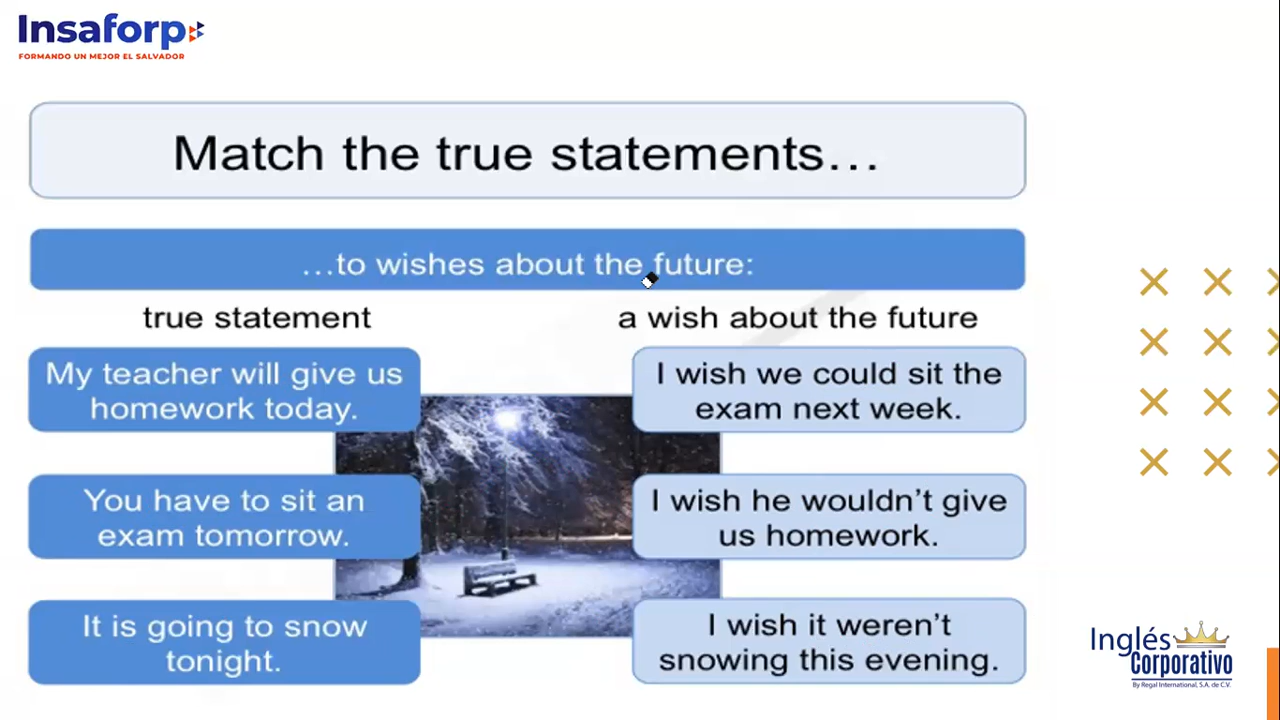 Insaforp
FORMANDO UN MEJOR EL SALVADOR
Match the true statements…
…to wishes about the future:
true statement
a wish about the future
My teacher will give us
homework today.
I wish we could sit the
exam next week.
You have to sit an
exam tomorrow.
I wish he wouldn’t give
us homework.
It is going to snow
tonight.
I wish it weren’t
snowing this evening.
Inglés
Corporativo
By Regal International, S.A. de C.V.